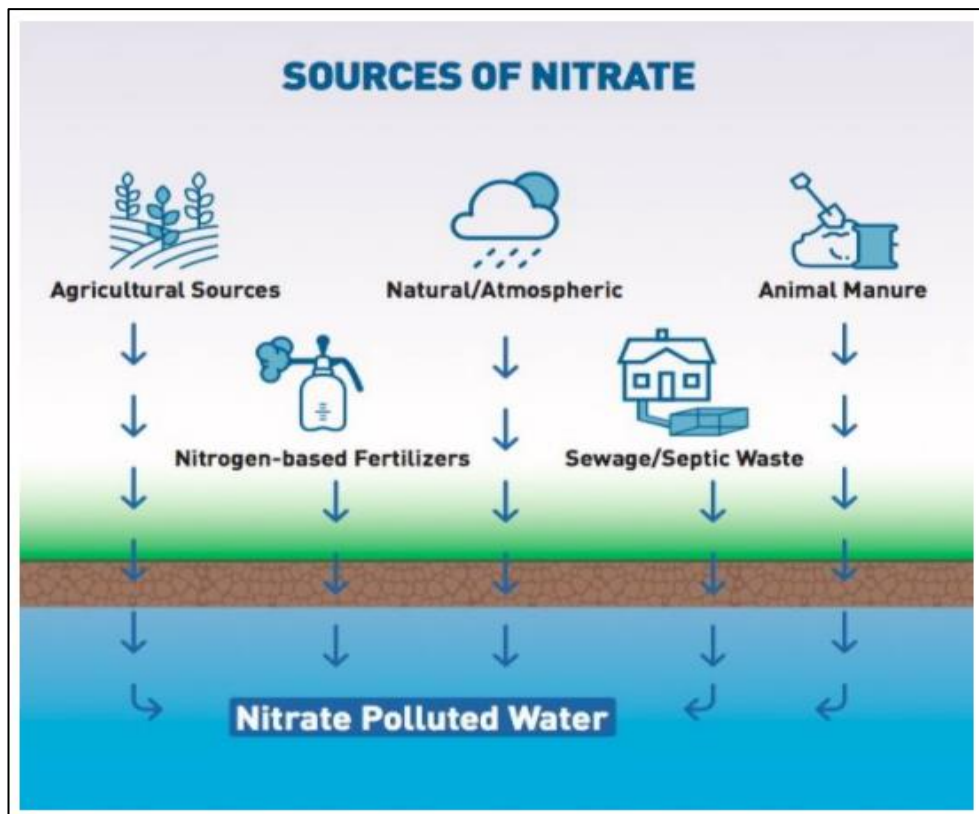 SOURCES OF NITRATE
Agricultural Sources
Natural/Atmospheric
Animal Manure
Nitrogen-based Fertilizers
Sewage/Septic Waste
Nitrate Polluted Water